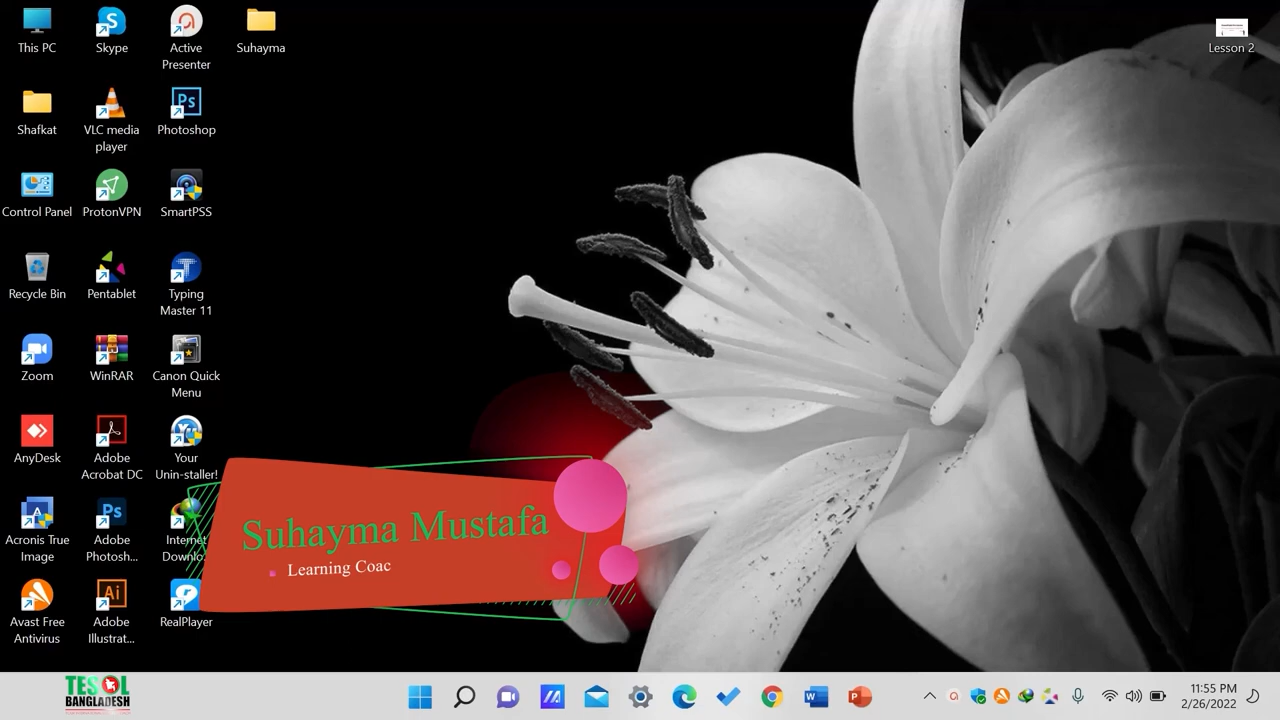 This PC
Skype
Active
Presenter
Suhayma
Lesson 2
Shafkat
VLC media
player
Photoshop
Control Panel
ProtonVPN
SmartPSS
Recycle Bin
Pentablet
Typing
Master 11
Zoom
WinRAR
Canon Quick
Menu
AnyDesk
Adobe
Acrobat DC
Your
Unin-staller!
Acronis True
Image
Adobe
Photosh...
Internet
Downlo...
Avast Free
Antivirus
Adobe
Illustrat...
RealPlayer
Suhayma Mustafa
Learning Coac
TESOL
BANGLADESH
11:55 PM
2/26/2022